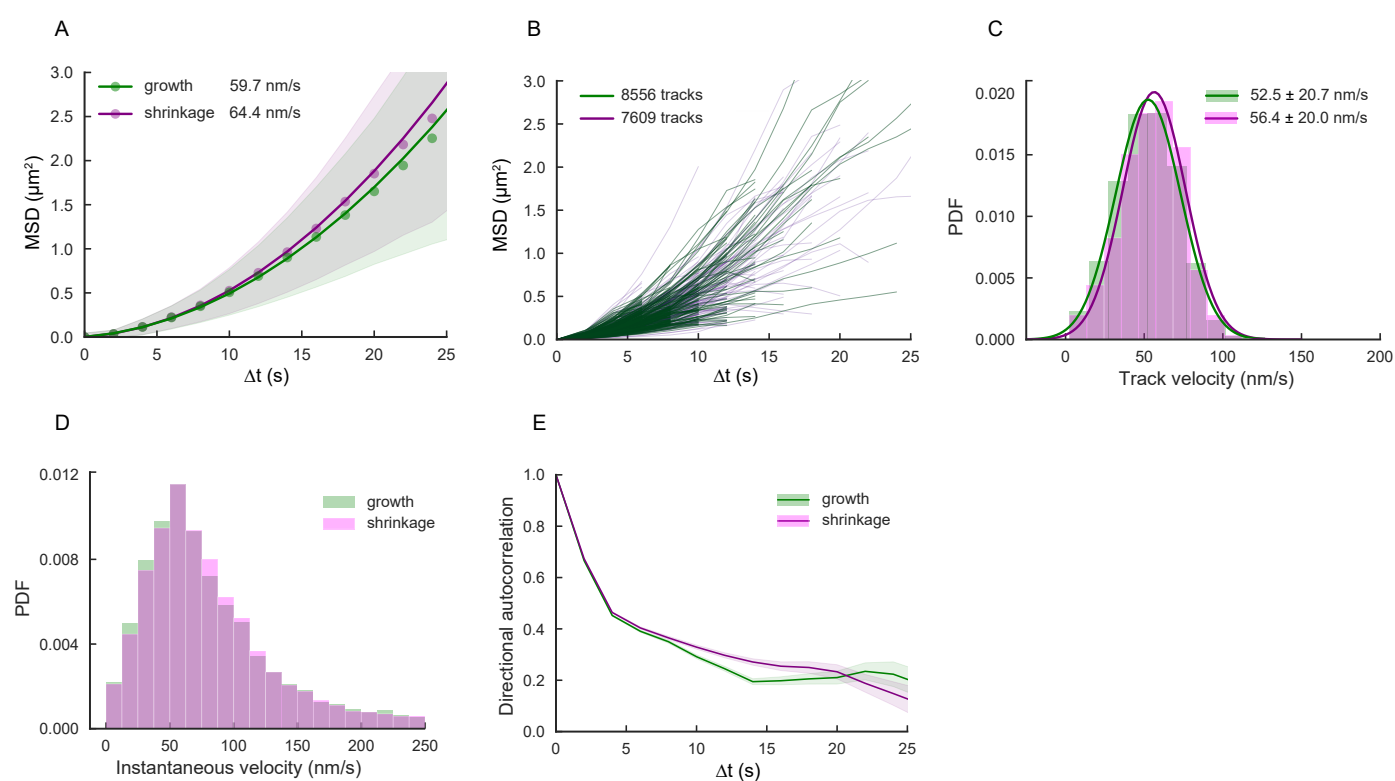 A
MSD (μm²)
3.0
2.5
2.0
1.5
1.0
0.5
0.0
growth 59.7 nm/s
shrinkage 64.4 nm/s
0 5 10 15 20 25
Δt (s)
B
MSD (μm²)
3.0
2.5
2.0
1.5
1.0
0.5
0.0
8556 tracks
7609 tracks
0 5 10 15 20 25
Δt (s)
C
PDF
0.020
0.015
0.010
0.005
0.000
52.5 ± 20.7 nm/s
56.4 ± 20.0 nm/s
0 50 100 150 200
Track velocity (nm/s)
D
PDF
0.012
0.008
0.004
0.000
growth
shrinkage
0 50 100 150 200 250
Instantaneous velocity (nm/s)
E
Directional autocorrelation
1.0
0.8
0.6
0.4
0.2
0.0
growth
shrinkage
0 5 10 15 20 25
Δt (s)